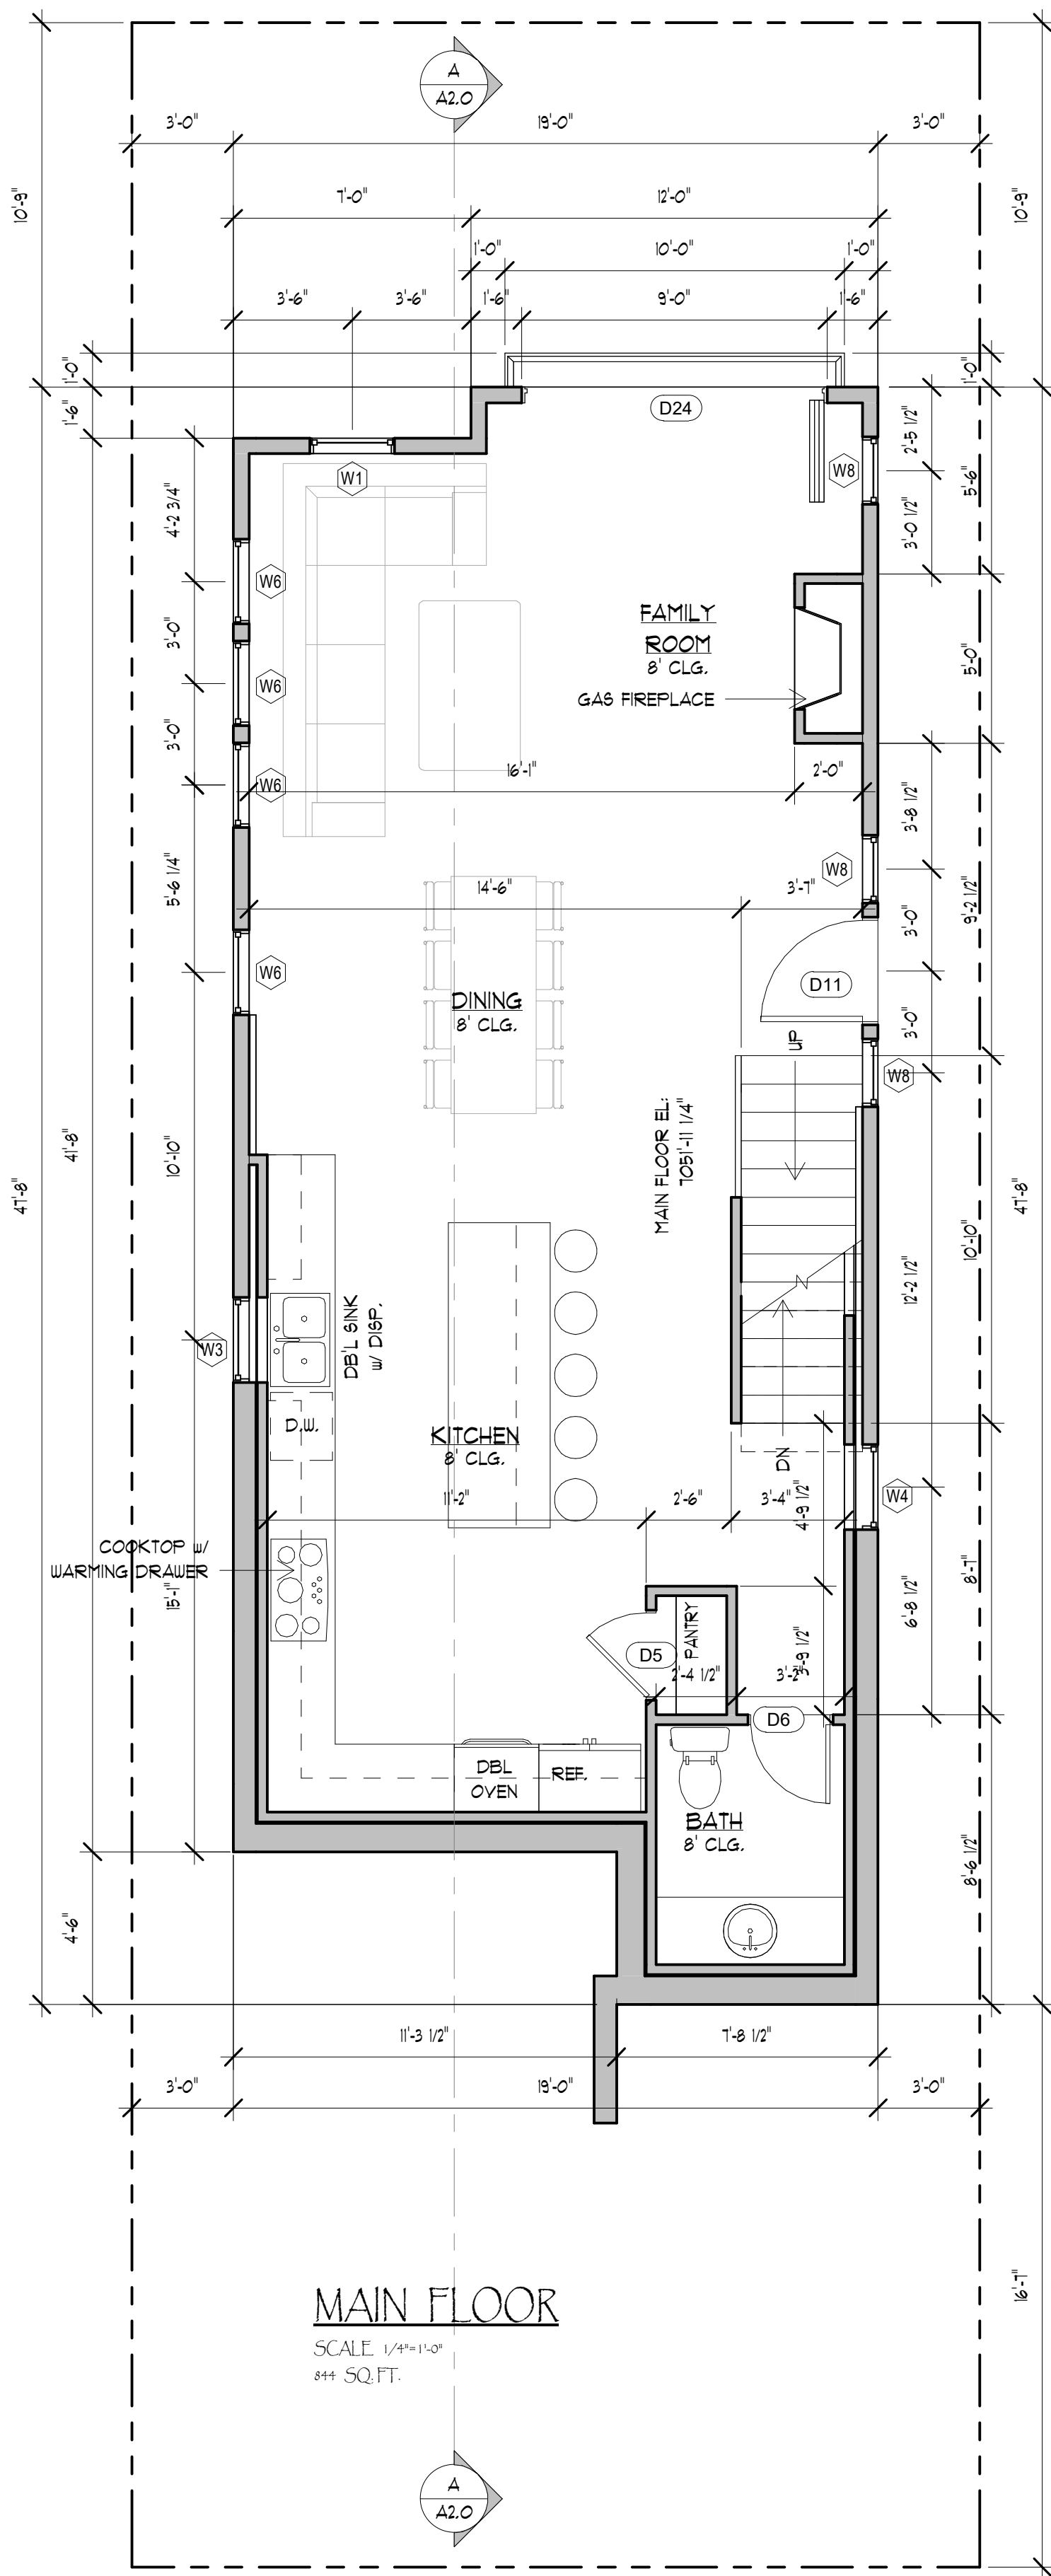 A
A2.0
3'-0" 19'-0" 3'-0"
10'-9" 10'-9"
7'-0" 12'-0"
1'-0" 10'-0" 1'-0"
3'-6" 3'-6" 1'-6" 9'-0" 1'-6"
1'-0" 1'-0"
1'-6"
D24
2'-5 1/2"
W1 W8
5'-6"
4'-2 3/4"
3'-0 1/2"
W6
FAMILY
ROOM
8' CLG.
3'-0"
5'-0"
W6
GAS FIREPLACE
3'-0"
16'-1" 2'-0"
W6
3'-8 1/2"
W8
5'-6 1/4"
14'-6" 3'-7"
9'-2 1/2"
3'-0"
W6
D11
DINING
8' CLG.
3'-0"
UP
W8
MAIN FLOOR EL:
7051'-11 1/4"
41'-8"
10'-10"
47'-8" 47'-8"
10'-10"
12'-2 1/2"
DB'L SINK
w/ DISP.
W3
D.W.
KITCHEN
8' CLG.
DN
11'-2" 2'-6" 3'-4"
4'-9 1/2"
W4
COOKTOP w/
WARMING DRAWER
15'-1"
8'-7"
6'-8 1/2"
PANTRY
D5
3'-9 1/2"
2'-4 1/2" 3'-2"
D6
DBL
OVEN
REF.
BATH
8' CLG.
8'-6 1/2"
4'-6"
11'-3 1/2" 7'-8 1/2"
3'-0" 19'-0" 3'-0"
16'-7"
MAIN FLOOR
SCALE 1/4"=1'-0"
844 SQ.FT.
A
A2.0